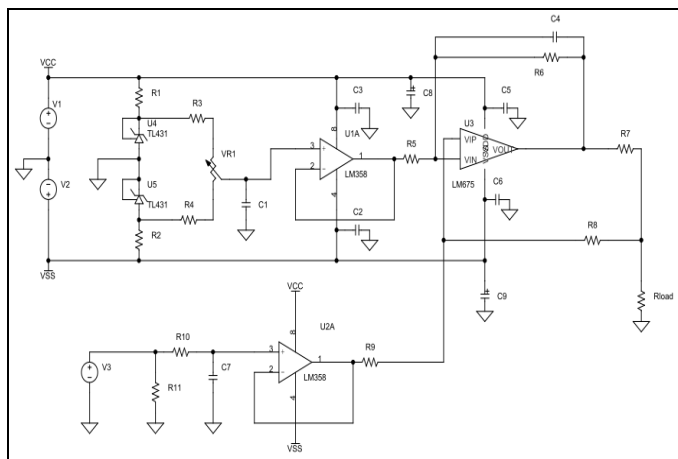 C4
R6
VCC
R1
R3
C3
C8
C5
V1
U4
TL431
8
U1A
U3
R7
VR1
3
1
R5
VIP
VOUT
2
LM358
VIN
V2
U5
TL431
LM675
C1
4
C6
R4
C2
R8
R2
VSS
C9
Rload
VCC
U2A
8
R10
R9
3
1
V3
C7
LM358
2
R11
4
VSS